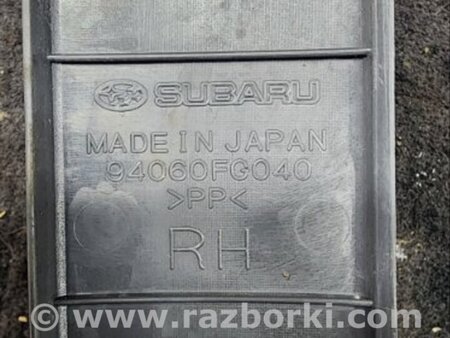 SUBARU
MADE IN JAPAN
94060FG040
>PP<
RH
www.razborki.com